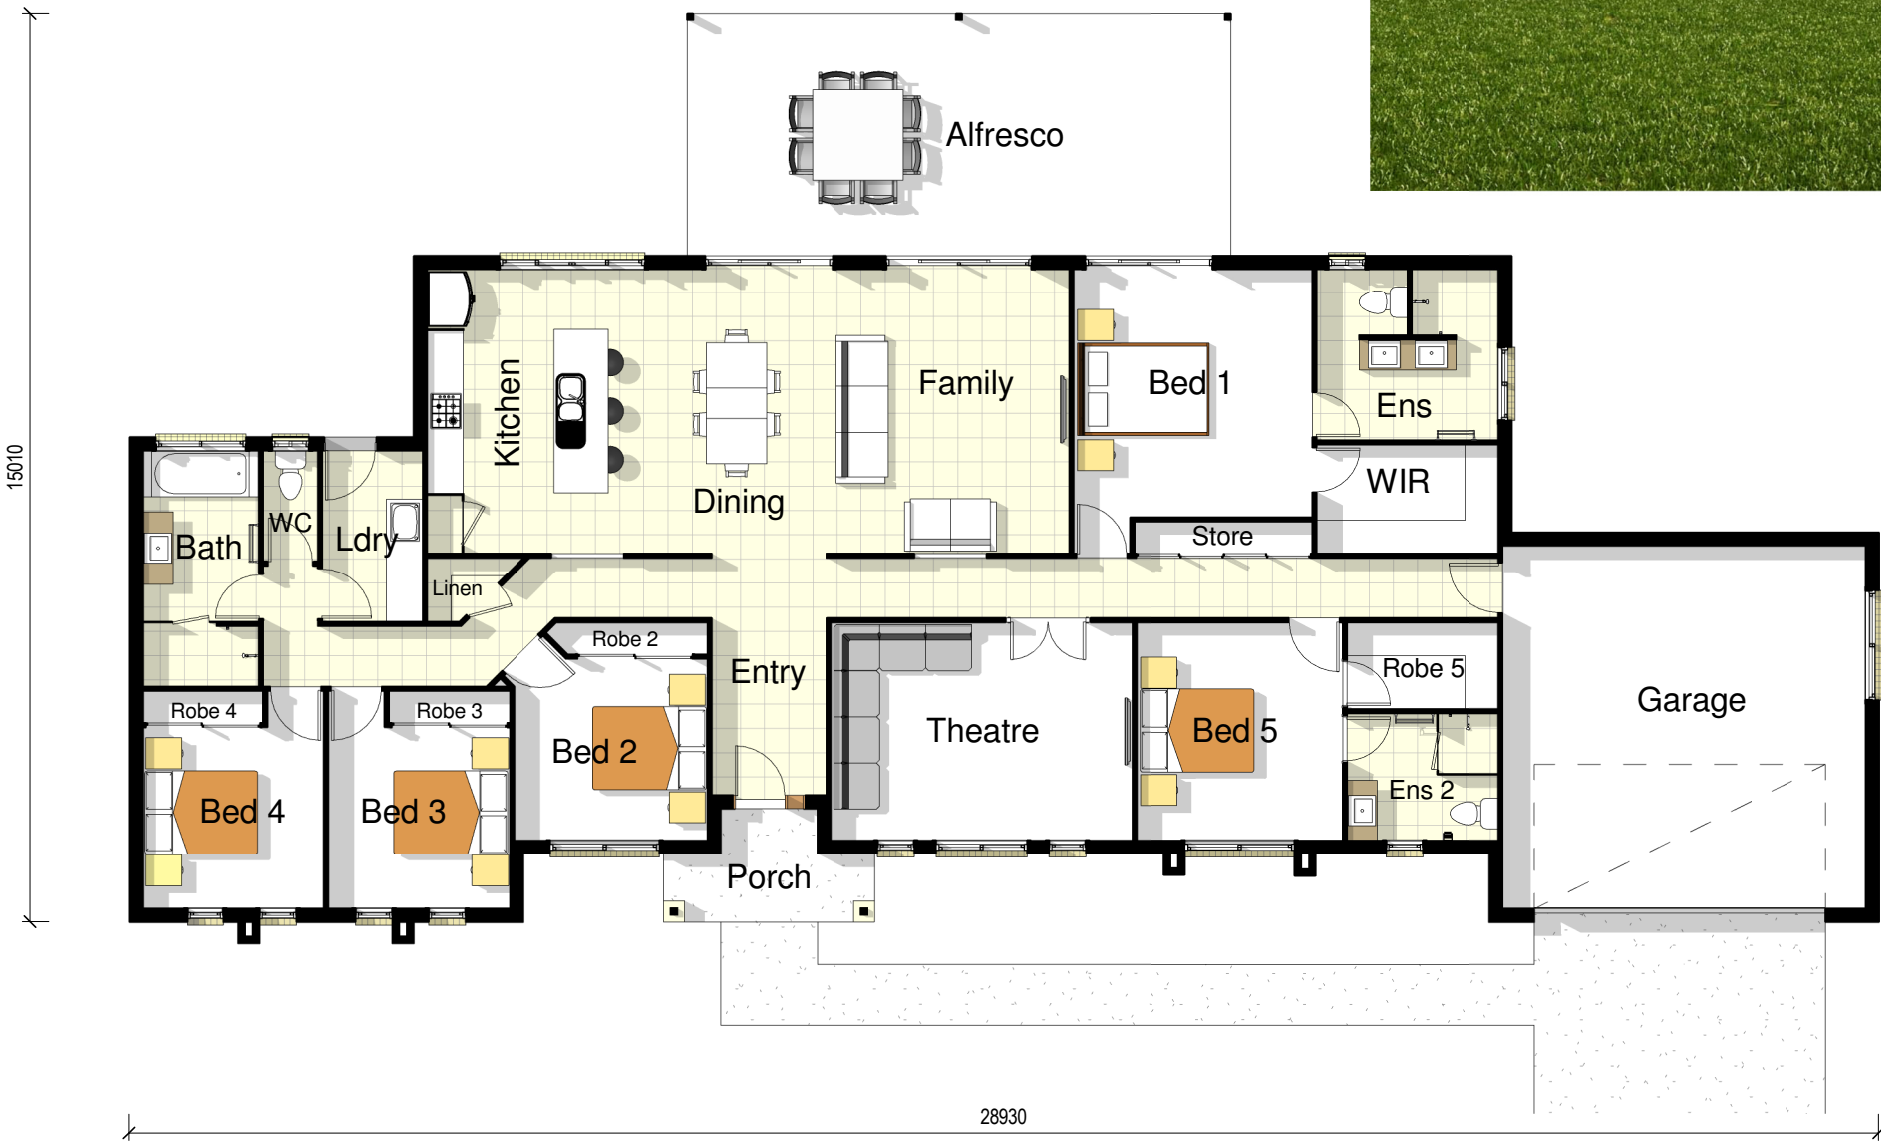 Alfresco
15010
Kitchen
Family
Dining
Bed 1
Ens
WIR
Store
Bath
WC
Ldry
Linen
Robe 2
Entry
Robe 5
Garage
Robe 4
Robe 3
Bed 2
Theatre
Bed 5
Bed 4
Bed 3
Ens 2
Porch
28930